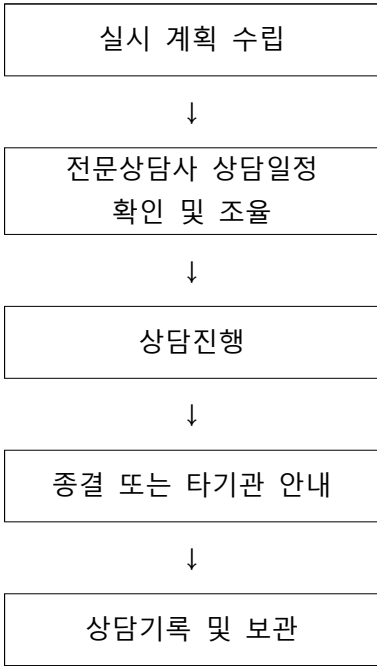 실시 계획 수립
↓
전문상담사 상담일정
확인 및 조율
↓
상담진행
↓
종결 또는 타기관 안내
↓
상담기록 및 보관